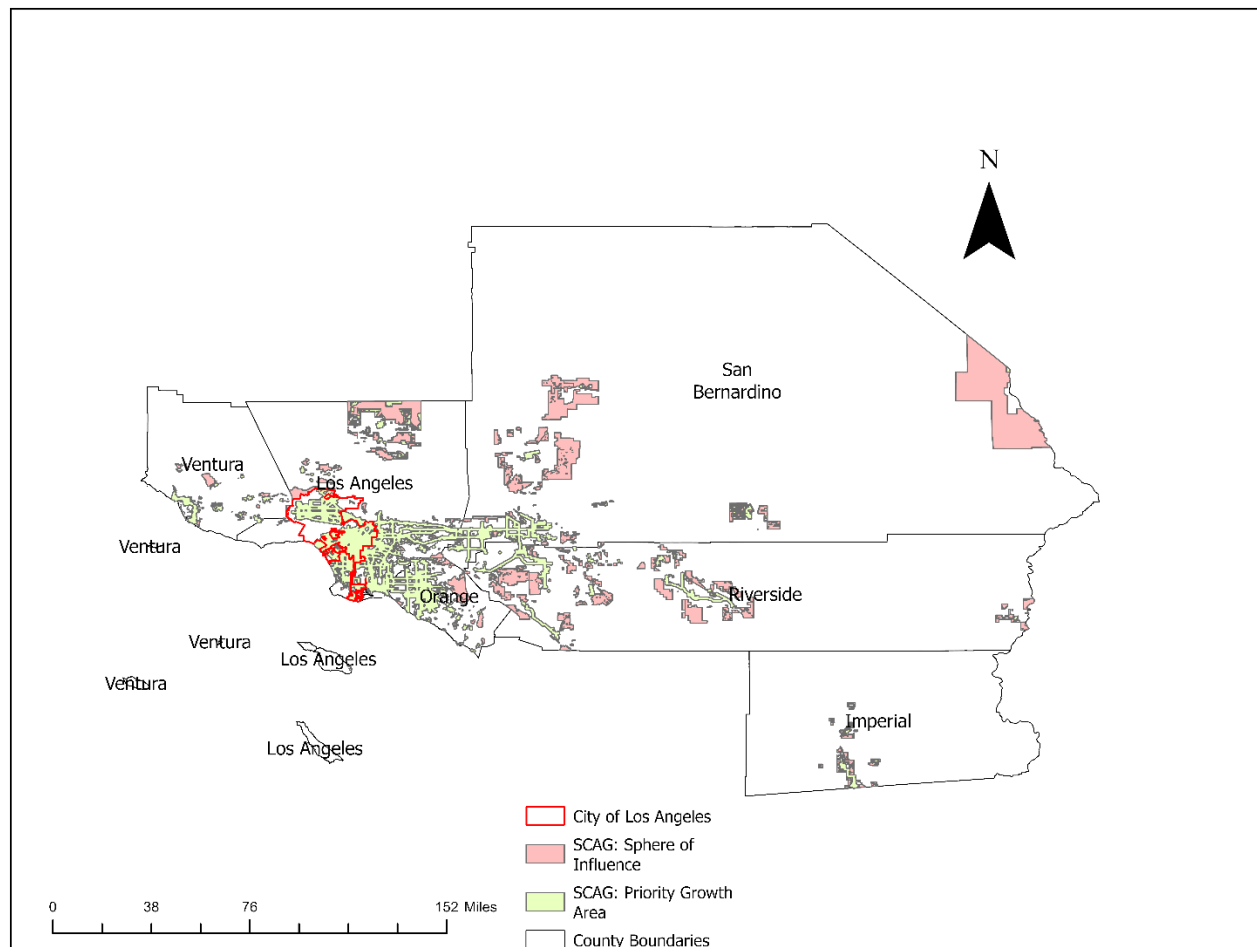 N
San
Bernardino
Ventura
Los Angeles
Ventura
Orange
Riverside
Ventura
Los Angeles
Ventura
Imperial
Los Angeles
City of Los Angeles
SCAG: Sphere of
Influence
SCAG: Priority Growth
Area
County Boundaries
0 38 76 152 Miles